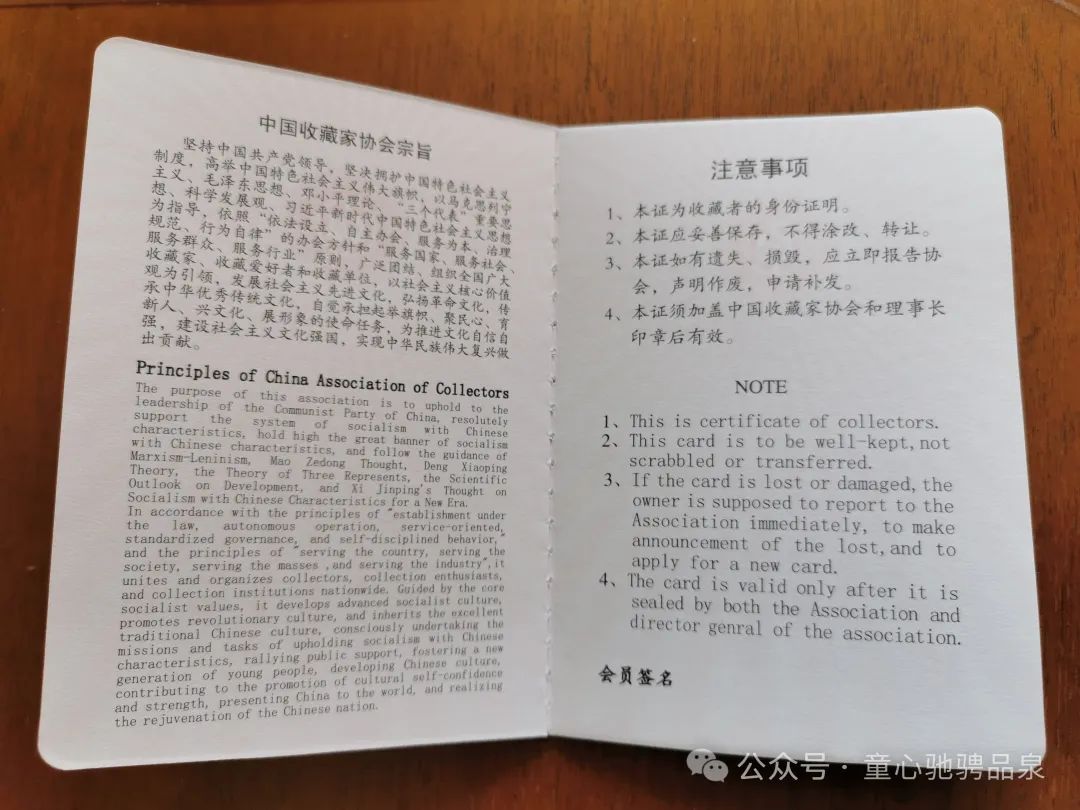 中国收藏家协会宗旨
坚持中国共产党领导，坚决拥护中国特色社会主义
制度，高举中国特色社会主义伟大旗帜，以马克思列宁
主义、毛泽东思想、邓小平理论、“三个代表”重要思
想、科学发展观、习近平新时代中国特色社会主义思想
为指导，依照“依法设立、自主办会、服务为本、治理
规范、行为自律”的办会方针和“服务国家、服务社会、
服务群众、服务行业”原则，广泛团结、组织全国广大
收藏家、收藏爱好者和收藏单位，以社会主义核心价值
观为引领，发展社会主义先进文化，弘扬革命文化，传
承中华优秀传统文化，自觉承担起举旗帜、聚民心、育
新人、兴文化、展形象的使命任务，为推进文化自信自
强，建设社会主义文化强国，实现中华民族伟大复兴做
出贡献。
Principles of China Association of Collectors
The purpose of this association is to uphold to the
leadership of the Communist Party of China, resolutely
support the system of socialism with Chinese
characteristics, hold high the great banner of socialism
with Chinese characteristics, and follow the guidance of
Marxism-Leninism, Mao Zedong Thought, Deng Xiaoping
Theory, the Theory of Three Represents, the Scientific
Outlook on Development, and Xi Jinping's Thought on
Socialism with Chinese Characteristics for a New Era.
In accordance with the principles of "establishment under
the law, autonomous operation, service-oriented,
standardized governance, and self-disciplined behavior,"
and the principles of "serving the country, serving the
society, serving the masses ,and serving the industry",it
unites and organizes collectors, collection enthusiasts,
and collection institutions nationwide. Guided by the core
socialist values, it develops advanced socialist culture,
promotes revolutionary culture, and inherits the excellent
traditional Chinese culture, consciously undertaking the
missions and tasks of upholding socialism with Chinese
characteristics, rallying public support, fostering a new
generation of young people, developing Chinese culture,
contributing to the promotion of cultural self-confidence
and strength, presenting China to the world, and realizing
the rejuvenation of the Chinese nation.
注意事项
1、本证为收藏者的身份证明。
2、本证应妥善保存，不得涂改、转让。
3、本证如有遗失、损毁，应立即报告协
会，声明作废，申请补发。
4、本证须加盖中国收藏家协会和理事长
印章后有效。
NOTE
1、This is certificate of collectors.
2、This card is to be well-kept, not
scrabbled or transferred.
3、If the card is lost or damaged, the
owner is supposed to report to the
Association immediately, to make
announcement of the lost, and to
apply for a new card.
4、The card is valid only after it is
sealed by both the Association and
director genral of the association.
会员签名
公众号·童心驰骋品泉